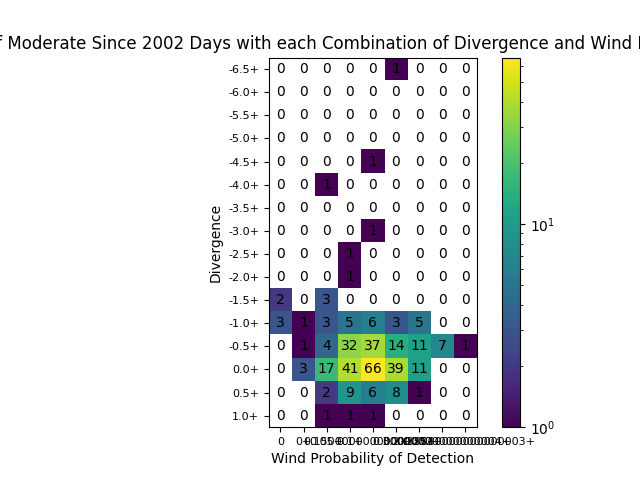 Moderate Since 2002 Days with each Combination of Divergence and Wind
-6.5+ 0 0 0 0 0 1 0 0 0
-6.0+ 0 0 0 0 0 0 0 0 0
-5.5+ 0 0 0 0 0 0 0 0 0
-5.0+ 0 0 0 0 0 0 0 0 0
-4.5+ 0 0 0 0 1 0 0 0 0
-4.0+ 0 0 1 0 0 0 0 0 0
-3.5+ 0 0 0 0 0 0 0 0 0
-3.0+ 0 0 0 0 1 0 0 0 0
-2.5+ 0 0 0 1 0 0 0 0 0
-2.0+ 0 0 0 1 0 0 0 0 0
-1.5+ 2 0 3 0 0 0 0 0 0
-1.0+ 3 1 3 5 6 3 5 0 0
-0.5+ 0 1 4 32 37 14 11 7 1
0.0+ 0 3 17 41 66 39 11 0 0
0.5+ 0 0 2 9 6 8 1 0 0
1.0+ 0 0 1 1 1 0 0 0 0
0
Wind Probability of Detection
Divergence
10¹
10⁰